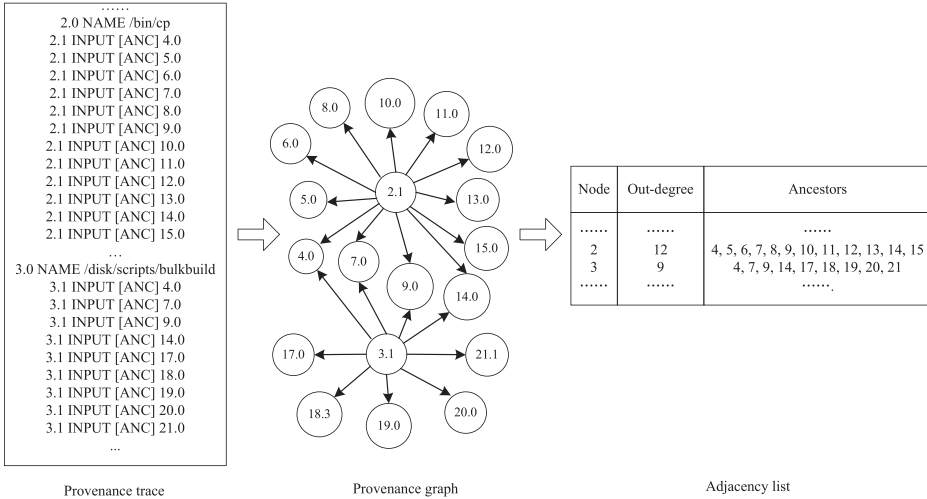 ......
2.0 NAME /bin/cp
2.1 INPUT [ANC] 4.0
2.1 INPUT [ANC] 5.0
2.1 INPUT [ANC] 6.0
2.1 INPUT [ANC] 7.0
2.1 INPUT [ANC] 8.0
2.1 INPUT [ANC] 9.0
2.1 INPUT [ANC] 10.0
2.1 INPUT [ANC] 11.0
2.1 INPUT [ANC] 12.0
2.1 INPUT [ANC] 13.0
2.1 INPUT [ANC] 14.0
2.1 INPUT [ANC] 15.0
...
3.0 NAME /disk/scripts/bulkbuild
3.1 INPUT [ANC] 4.0
3.1 INPUT [ANC] 7.0
3.1 INPUT [ANC] 9.0
3.1 INPUT [ANC] 14.0
3.1 INPUT [ANC] 17.0
3.1 INPUT [ANC] 18.0
3.1 INPUT [ANC] 19.0
3.1 INPUT [ANC] 20.0
3.1 INPUT [ANC] 21.0
...
Provenance trace
8.0
10.0
11.0
6.0
12.0
5.0
2.1
13.0
4.0
7.0
15.0
9.0
14.0
17.0
3.1
21.1
18.3
19.0
20.0
Provenance graph
Node Out-degree Ancestors
...... ...... ......
2 12 4, 5, 6, 7, 8, 9, 10, 11, 12, 13, 14, 15
3 9 4, 7, 9, 14, 17, 18, 19, 20, 21
...... ...... .......
Adjacency list